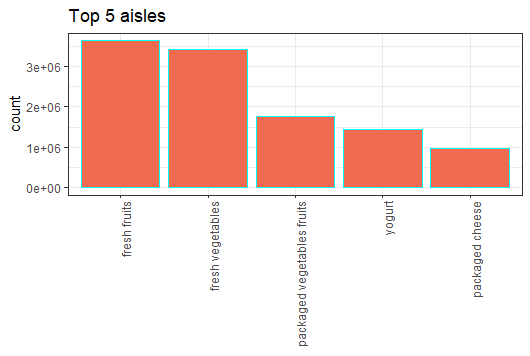 Top 5 aisles
count
3e+06
2e+06
1e+06
0e+00
fresh fruits
fresh vegetables
packaged vegetables fruits
yogurt
packaged cheese